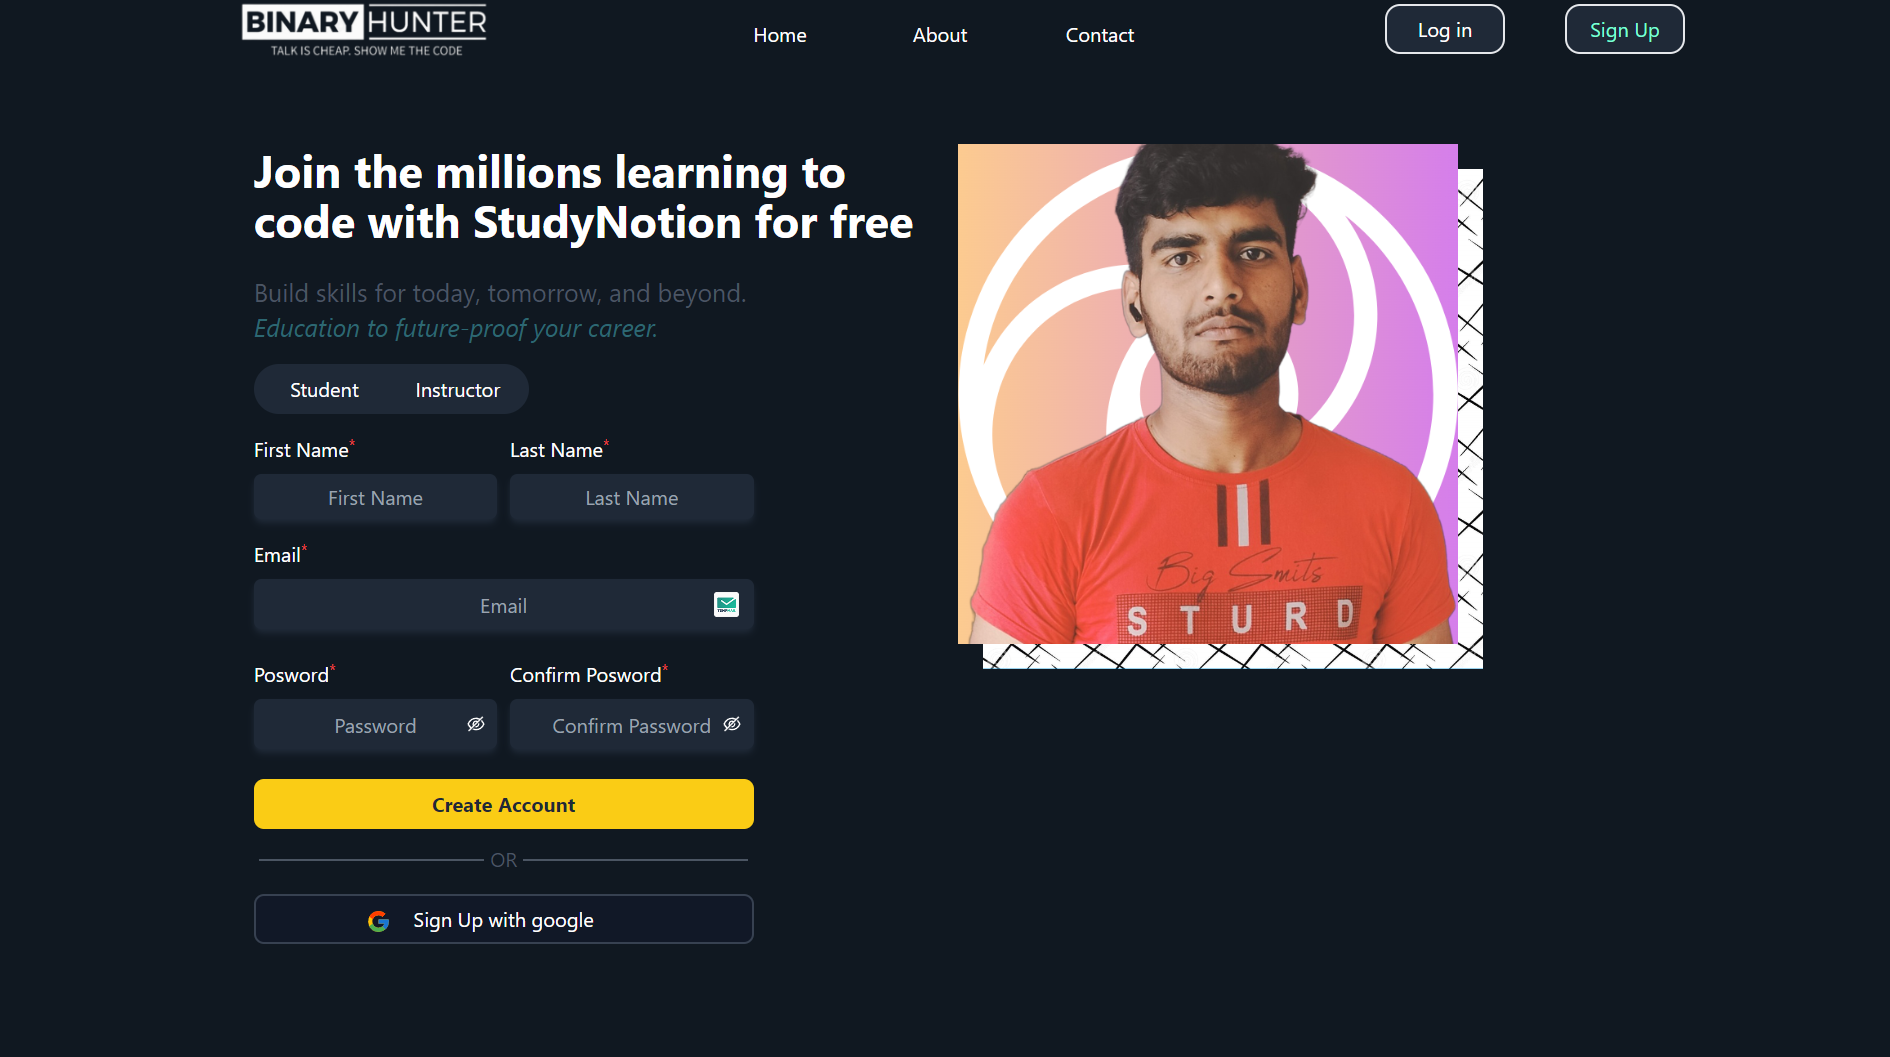 BINARY HUNTER
TALK IS CHEAP. SHOW ME THE CODE
Home
About
Contact
Log in
Sign Up
Join the millions learning to
code with StudyNotion for free
Build skills for today, tomorrow, and beyond.
Education to future-proof your career.
Student
Instructor
First Name*
Last Name*
First Name
Last Name
Email*
Email
Posword*
Confirm Posword*
Password
Confirm Password
Create Account
OR
Sign Up with google
Big Smits
STURD